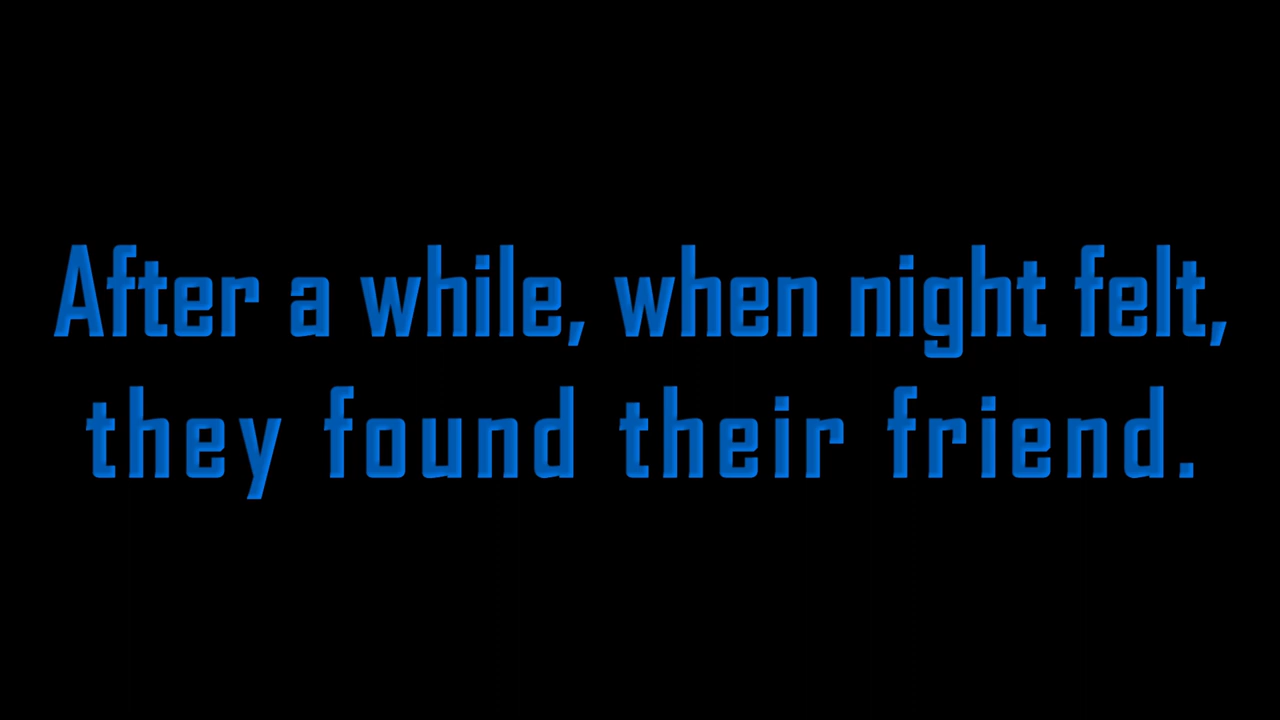 After a while, when night felt,
they found their friend.